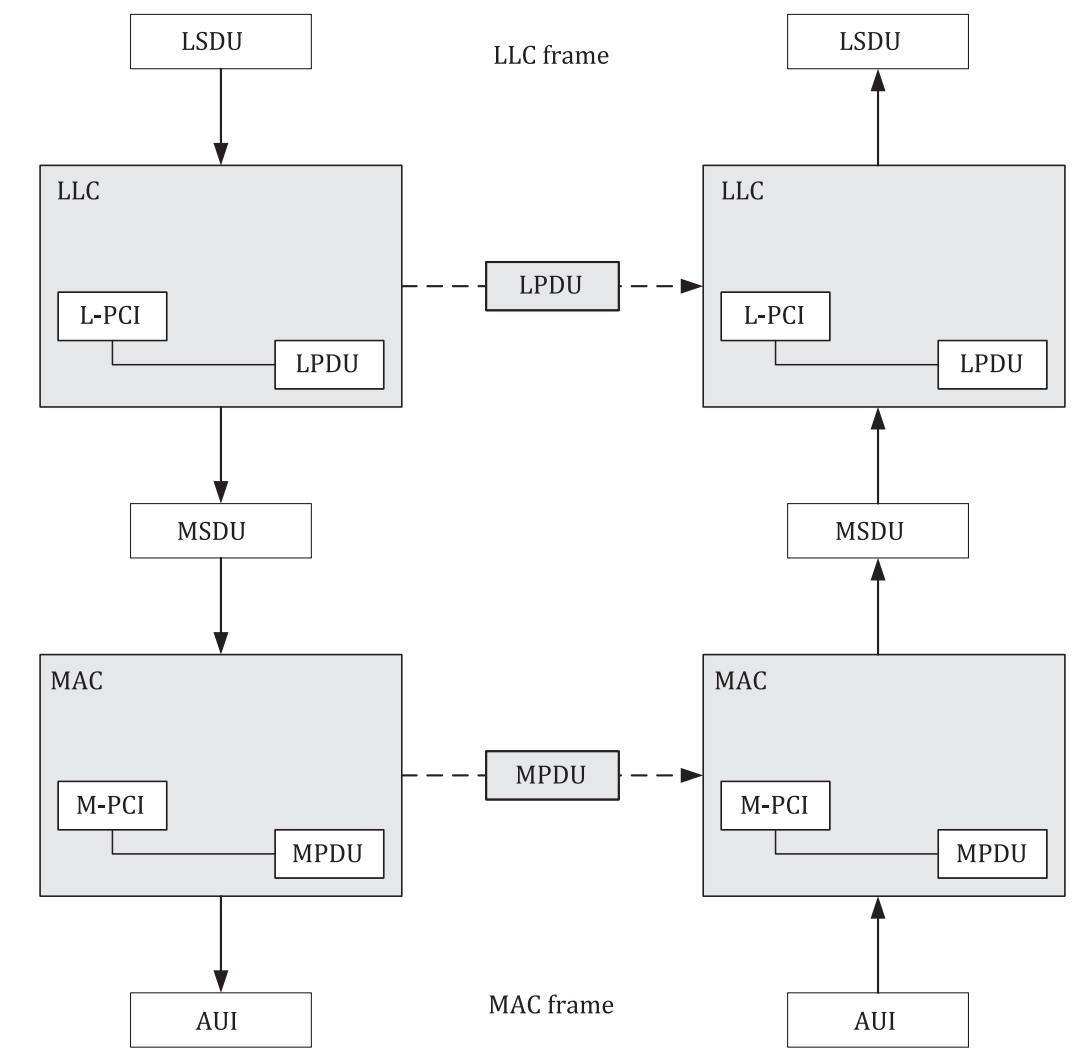 LSDU
LLC frame
LSDU
LLC
LLC
LPDU
L-PCI
L-PCI
LPDU
LPDU
MSDU
MSDU
MAC
MAC
MPDU
M-PCI
M-PCI
MPDU
MPDU
AUI
MAC frame
AUI